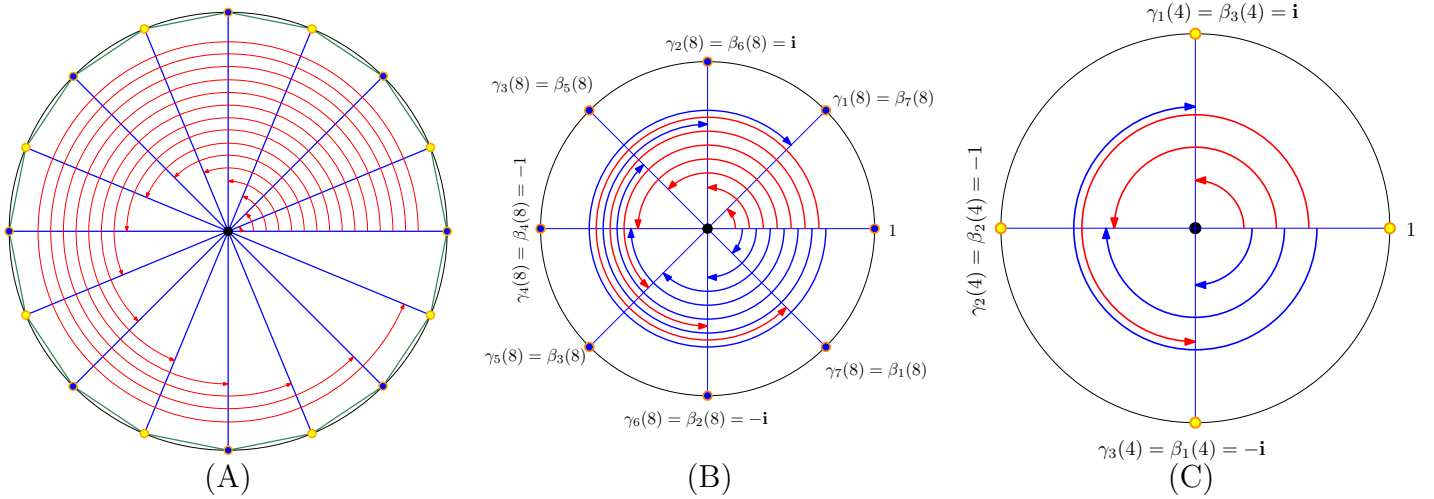 γ₂(8) = β₆(8) = **i**
γ₃(8) = β₅(8)
γ₁(8) = β₇(8)
γ₄(8) = β₄(8) = −1
1
γ₅(8) = β₃(8)
γ₇(8) = β₁(8)
γ₆(8) = β₂(8) = −**i**
γ₁(4) = β₃(4) = **i**
γ₂(4) = β₂(4) = −1
1
γ₃(4) = β₁(4) = −**i**
(A)
(B)
(C)